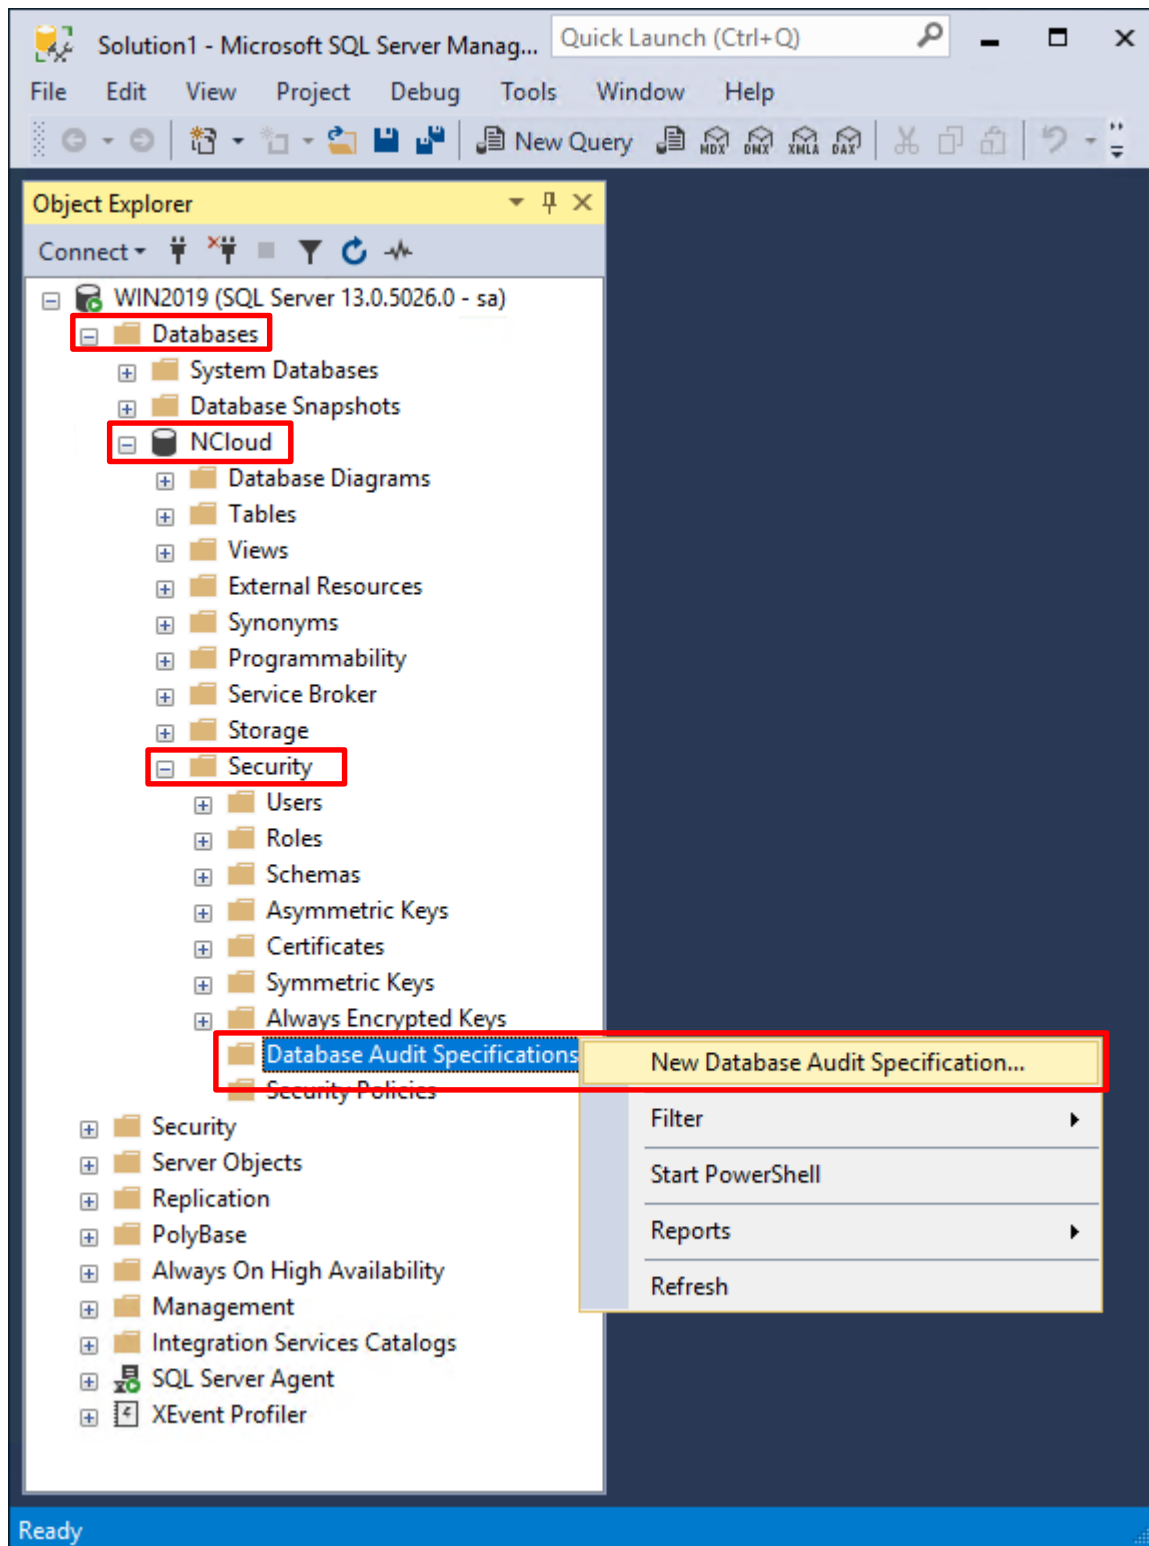 Solution1 - Microsoft SQL Server Manag...
Quick Launch (Ctrl+Q)
File Edit View Project Debug Tools Window Help
New Query MDX DMX XMLA DAX
Object Explorer
Connect
WIN2019 (SQL Server 13.0.5026.0 - sa)
Databases
System Databases
Database Snapshots
NCloud
Database Diagrams
Tables
Views
External Resources
Synonyms
Programmability
Service Broker
Storage
Security
Users
Roles
Schemas
Asymmetric Keys
Certificates
Symmetric Keys
Always Encrypted Keys
Database Audit Specifications
Security Policies
Security
Server Objects
Replication
PolyBase
Always On High Availability
Management
Integration Services Catalogs
SQL Server Agent
XEvent Profiler
New Database Audit Specification...
Filter
Start PowerShell
Reports
Refresh
Ready